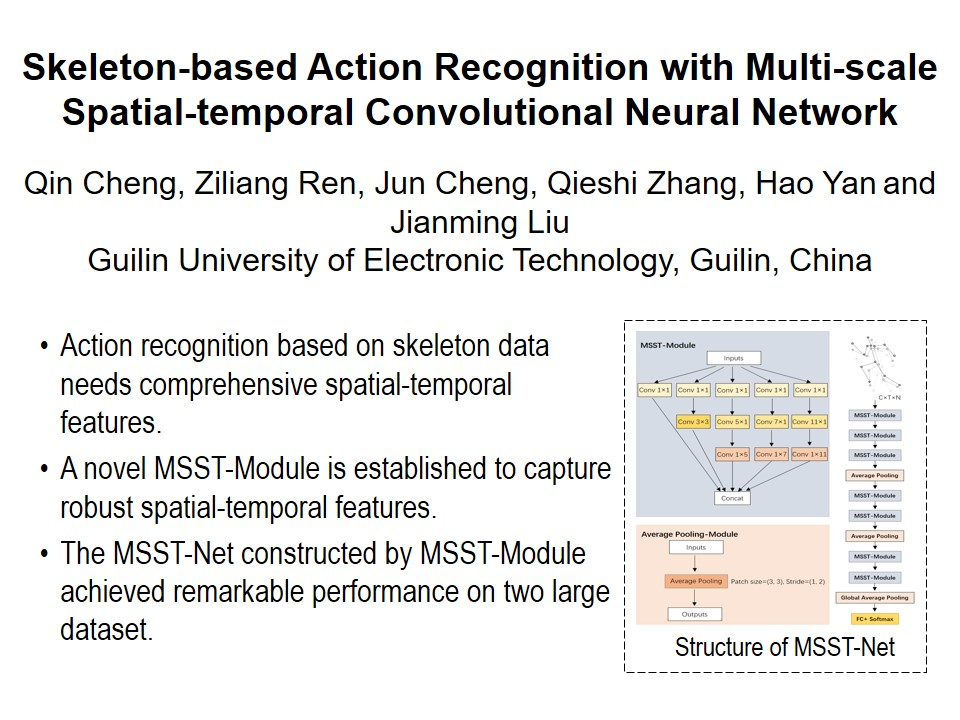 Skeleton-based Action Recognition with Multi-scale
Spatial-temporal Convolutional Neural Network
Qin Cheng, Ziliang Ren, Jun Cheng, Qieshi Zhang, Hao Yan and
Jianming Liu
Guilin University of Electronic Technology, Guilin, China
• Action recognition based on skeleton data
needs comprehensive spatial-temporal
features.
• A novel MSST-Module is established to capture
robust spatial-temporal features.
• The MSST-Net constructed by MSST-Module
achieved remarkable performance on two large
dataset.
MSST-Module
Inputs
Conv 1×1 Conv 1×1 Conv 1×1 Conv 1×1 Conv 1×1
Conv 3×3 Conv 5×1 Conv 7×1 Conv 11×1
Conv 1×5 Conv 1×7 Conv 1×11
Concat
Average Pooling-Module
Inputs
Average Pooling Patch size=(3, 3), Stride=(1, 2)
Outputs
C×T×N
MSST-Module
MSST-Module
MSST-Module
Average Pooling
MSST-Module
MSST-Module
Average Pooling
MSST-Module
MSST-Module
Global Average Pooling
FC+ Softmax
Structure of MSST-Net